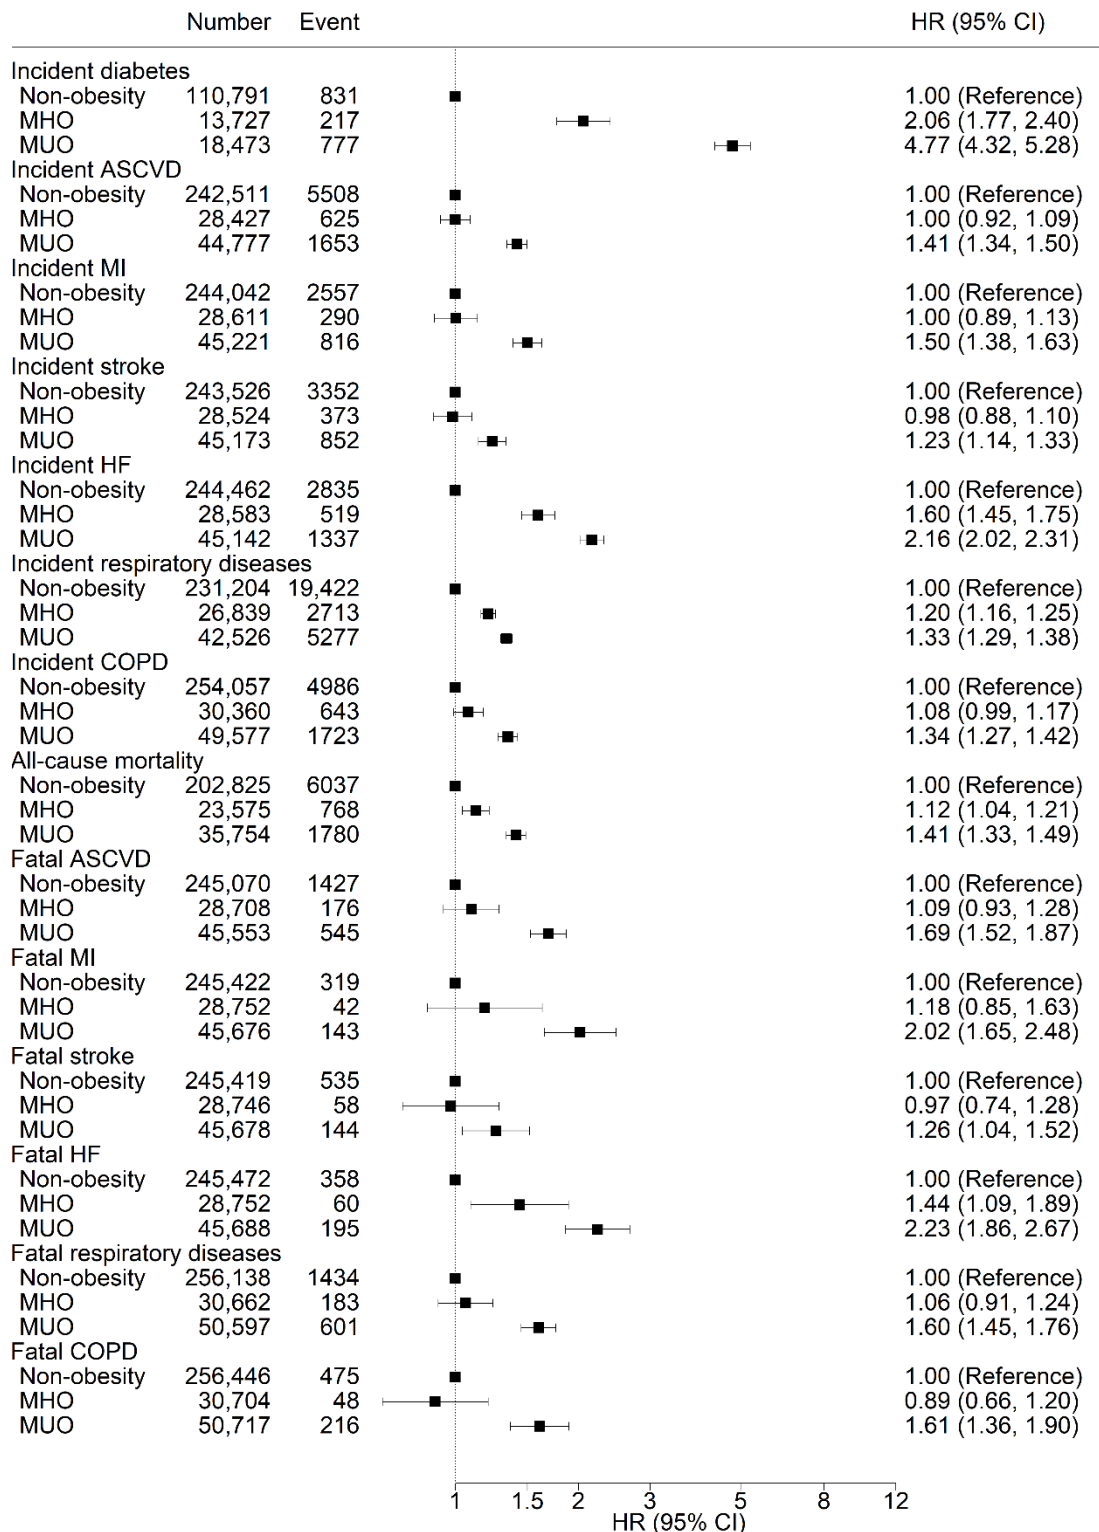 Number Event HR (95% CI)
Incident diabetes
Non-obesity 110,791 831 1.00 (Reference)
MHO 13,727 217 2.06 (1.77, 2.40)
MUO 18,473 777 4.77 (4.32, 5.28)
Incident ASCVD
Non-obesity 242,511 5508 1.00 (Reference)
MHO 28,427 625 1.00 (0.92, 1.09)
MUO 44,777 1653 1.41 (1.34, 1.50)
Incident MI
Non-obesity 244,042 2557 1.00 (Reference)
MHO 28,611 290 1.00 (0.89, 1.13)
MUO 45,221 816 1.50 (1.38, 1.63)
Incident stroke
Non-obesity 243,526 3352 1.00 (Reference)
MHO 28,524 373 0.98 (0.88, 1.10)
MUO 45,173 852 1.23 (1.14, 1.33)
Incident HF
Non-obesity 244,462 2835 1.00 (Reference)
MHO 28,583 519 1.60 (1.45, 1.75)
MUO 45,142 1337 2.16 (2.02, 2.31)
Incident respiratory diseases
Non-obesity 231,204 19,422 1.00 (Reference)
MHO 26,839 2713 1.20 (1.16, 1.25)
MUO 42,526 5277 1.33 (1.29, 1.38)
Incident COPD
Non-obesity 254,057 4986 1.00 (Reference)
MHO 30,360 643 1.08 (0.99, 1.17)
MUO 49,577 1723 1.34 (1.27, 1.42)
All-cause mortality
Non-obesity 202,825 6037 1.00 (Reference)
MHO 23,575 768 1.12 (1.04, 1.21)
MUO 35,754 1780 1.41 (1.33, 1.49)
Fatal ASCVD
Non-obesity 245,070 1427 1.00 (Reference)
MHO 28,708 176 1.09 (0.93, 1.28)
MUO 45,553 545 1.69 (1.52, 1.87)
Fatal MI
Non-obesity 245,422 319 1.00 (Reference)
MHO 28,752 42 1.18 (0.85, 1.63)
MUO 45,676 143 2.02 (1.65, 2.48)
Fatal stroke
Non-obesity 245,419 535 1.00 (Reference)
MHO 28,746 58 0.97 (0.74, 1.28)
MUO 45,678 144 1.26 (1.04, 1.52)
Fatal HF
Non-obesity 245,472 358 1.00 (Reference)
MHO 28,752 60 1.44 (1.09, 1.89)
MUO 45,688 195 2.23 (1.86, 2.67)
Fatal respiratory diseases
Non-obesity 256,138 1434 1.00 (Reference)
MHO 30,662 183 1.06 (0.91, 1.24)
MUO 50,597 601 1.60 (1.45, 1.76)
Fatal COPD
Non-obesity 256,446 475 1.00 (Reference)
MHO 30,704 48 0.89 (0.66, 1.20)
MUO 50,717 216 1.61 (1.36, 1.90)
1 1.5 2 3 5 8 12
HR (95% CI)